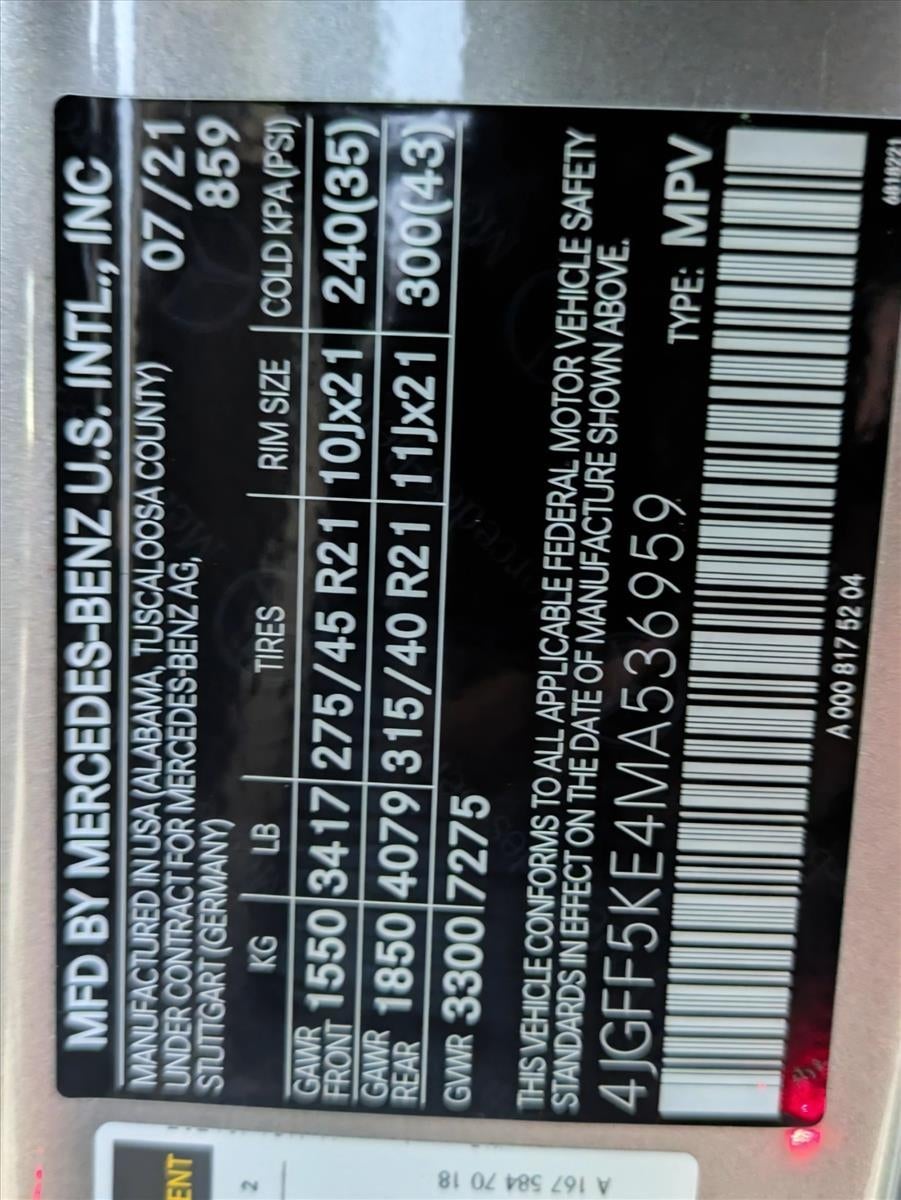 MFD BY MERCEDES-BENZ U.S. INTL., INC
MANUFACTURED IN USA (ALABAMA, TUSCALOOSA COUNTY) 07/21
UNDER CONTRACT FOR MERCEDES-BENZ AG,
STUTTGART (GERMANY) 859
KG LB TIRES RIM SIZE COLD KPA (PSI)
GAWR FRONT 1550 3417 275/45 R21 10Jx21 240(35)
GAWR REAR 1850 4079 315/40 R21 11Jx21 300(43)
GVWR 3300 7275
THIS VEHICLE CONFORMS TO ALL APPLICABLE FEDERAL MOTOR VEHICLE SAFETY
STANDARDS IN EFFECT ON THE DATE OF MANUFACTURE SHOWN ABOVE.
4JGFF5KE4MA536959 TYPE: MPV
A 000 817 52 04
6818221
ENT
2
A 167 584 70 18